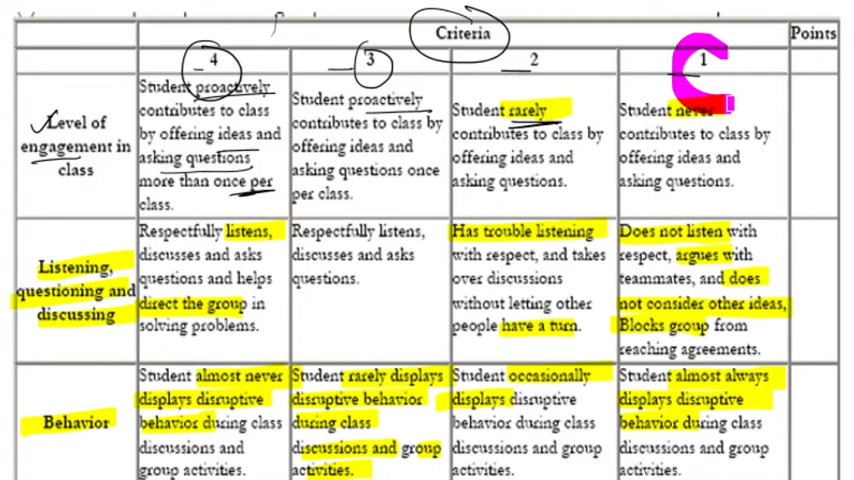 Criteria
Points
4
3
2
1
Level of
engagement in
class
Student proactively
contributes to class
by offering ideas and
asking questions
more than once per
class.
Student proactively
contributes to class by
offering ideas and
asking questions once
per class.
Student rarely
contributes to class by
offering ideas and
asking questions.
Student never
contributes to class by
offering ideas and
asking questions.
Listening,
questioning and
discussing
Respectfully listens,
discusses and asks
questions and helps
direct the group in
solving problems.
Respectfully listens,
discusses and asks
questions.
Has trouble listening
with respect, and takes
over discussions
without letting other
people have a turn.
Does not listen with
respect, argues with
teammates, and does
not consider other ideas,
Blocks group from
reaching agreements.
Behavior
Student almost never
displays disruptive
behavior during class
discussions and
group activities.
Student rarely displays
disruptive behavior
during class
discussions and group
activities.
Student occasionally
displays disruptive
behavior during class
discussions and group
activities.
Student almost always
displays disruptive
behavior during class
discussions and group
activities.